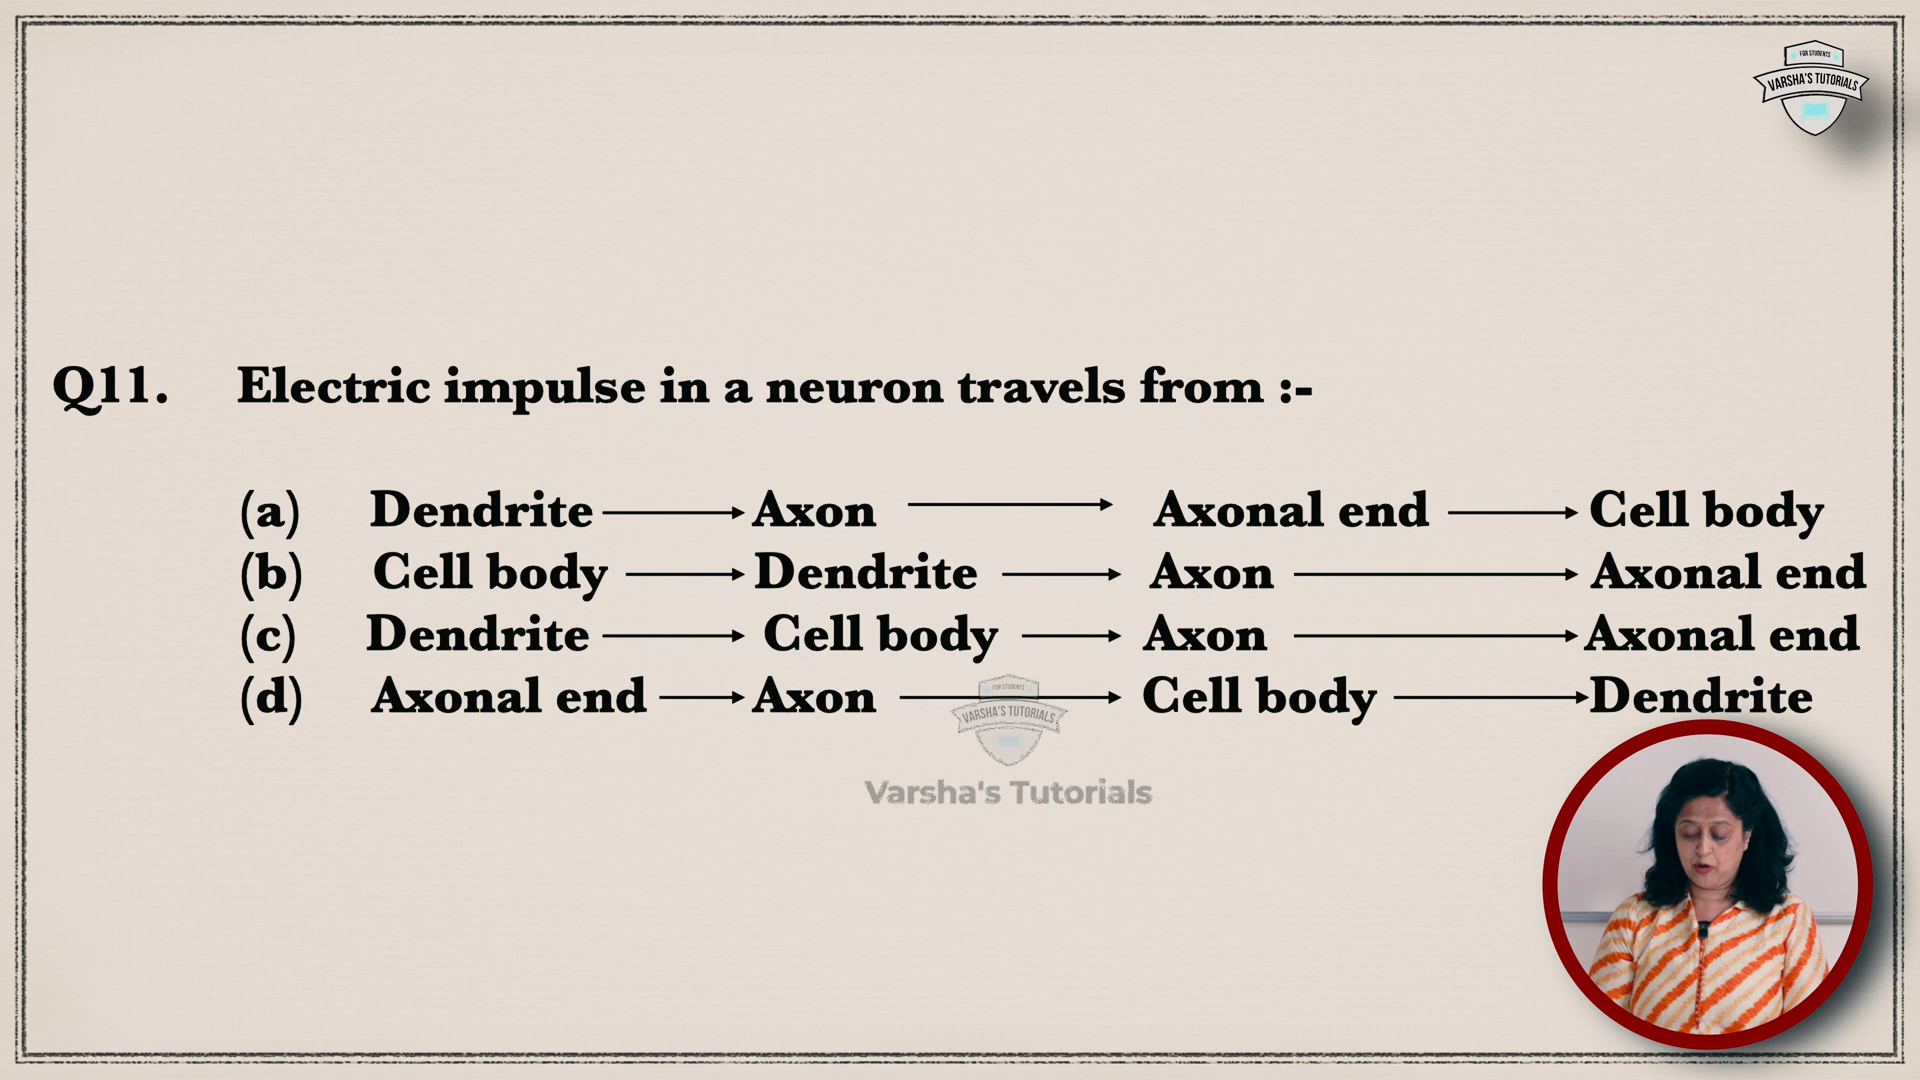 FOR STUDENTS
VARSHA'S TUTORIALS
Q11. Electric impulse in a neuron travels from :-
(a) Dendrite → Axon → Axonal end → Cell body
(b) Cell body → Dendrite → Axon → Axonal end
(c) Dendrite → Cell body → Axon → Axonal end
(d) Axonal end → Axon → Cell body → Dendrite
FOR STUDENTS
VARSHA'S TUTORIALS
Varsha's Tutorials